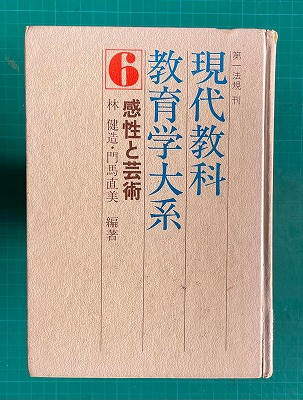 第一法規 刊
現代教科
教育学大系
6
感性と芸術
林 健造・門馬直美 編著